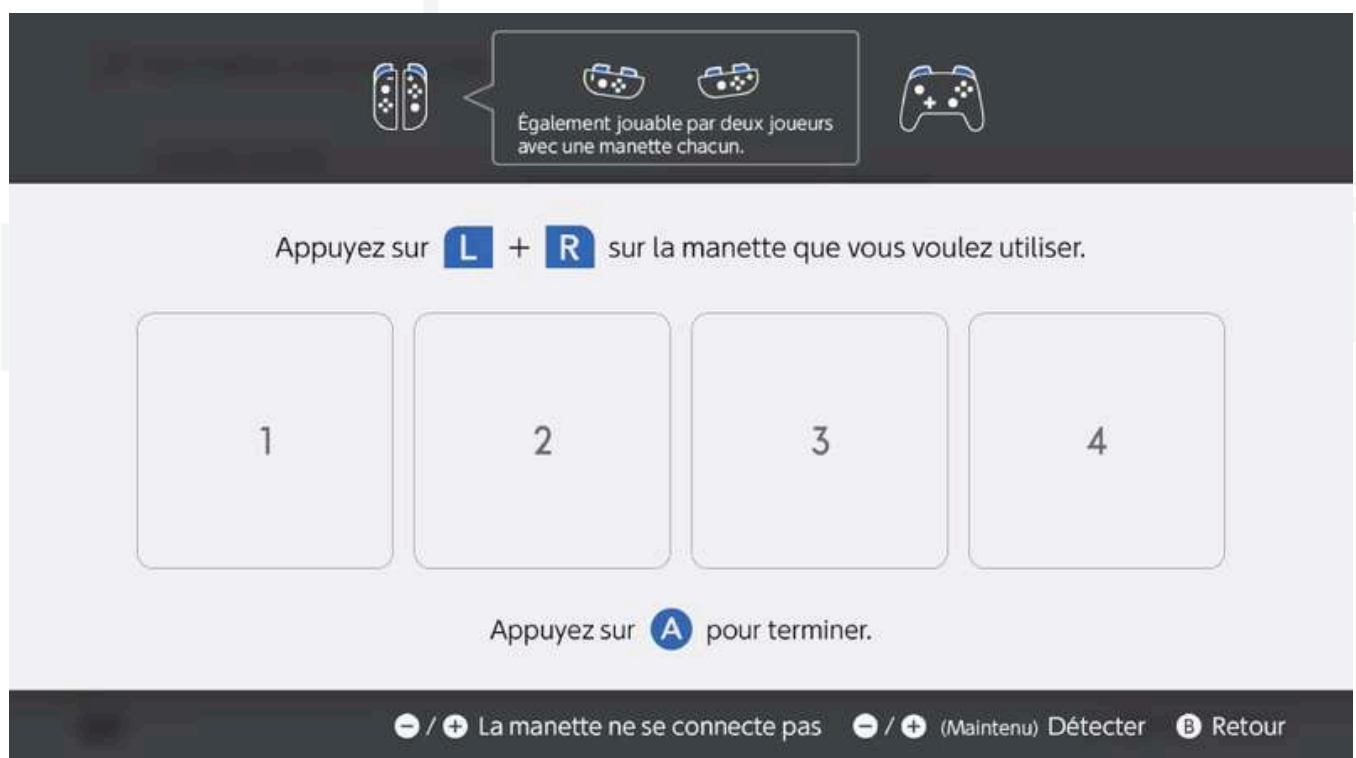 Également jouable par deux joueurs
avec une manette chacun.
Appuyez sur L + R sur la manette que vous voulez utiliser.
1 2 3 4
Appuyez sur A pour terminer.
- / + La manette ne se connecte pas - / + (Maintenu) Détecter B Retour